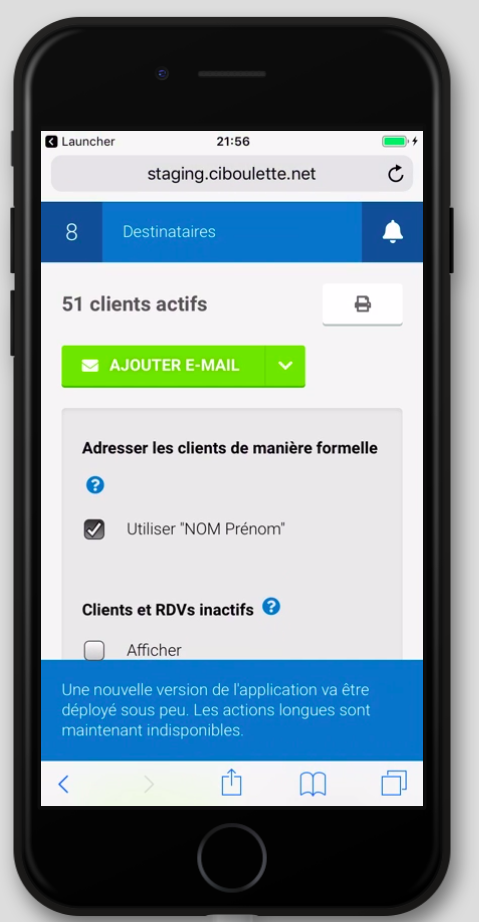 Launcher
21:56
staging.ciboulette.net
8
Destinataires
51 clients actifs
AJOUTER E-MAIL
Adresser les clients de manière formelle
Utiliser "NOM Prénom"
Clients et RDVs inactifs
Afficher
Une nouvelle version de l'application va être
déployé sous peu. Les actions longues sont
maintenant indisponibles.